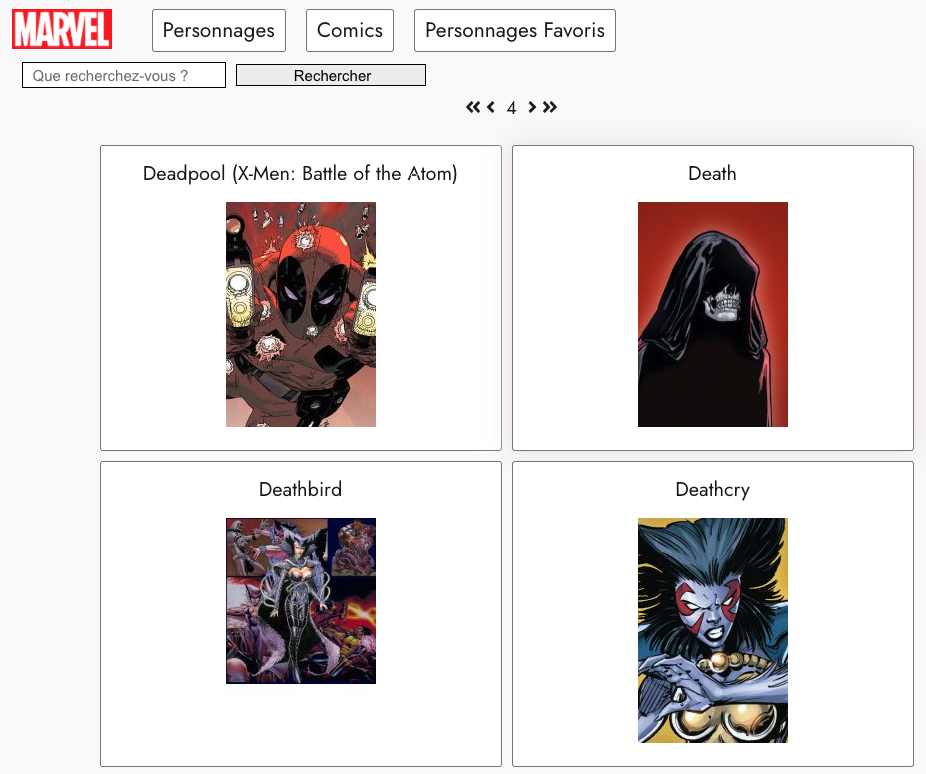 MARVEL Personnages Comics Personnages Favoris
Que recherchez-vous ? Rechercher
4
Deadpool (X-Men: Battle of the Atom) Death
Deathbird Deathcry